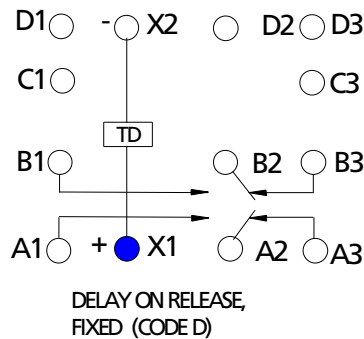 D1 - X2 D2 D3
C1 C3
TD
B1 B2 B3
A1 + X1 A2 A3
DELAY ON RELEASE,
FIXED (CODE D)